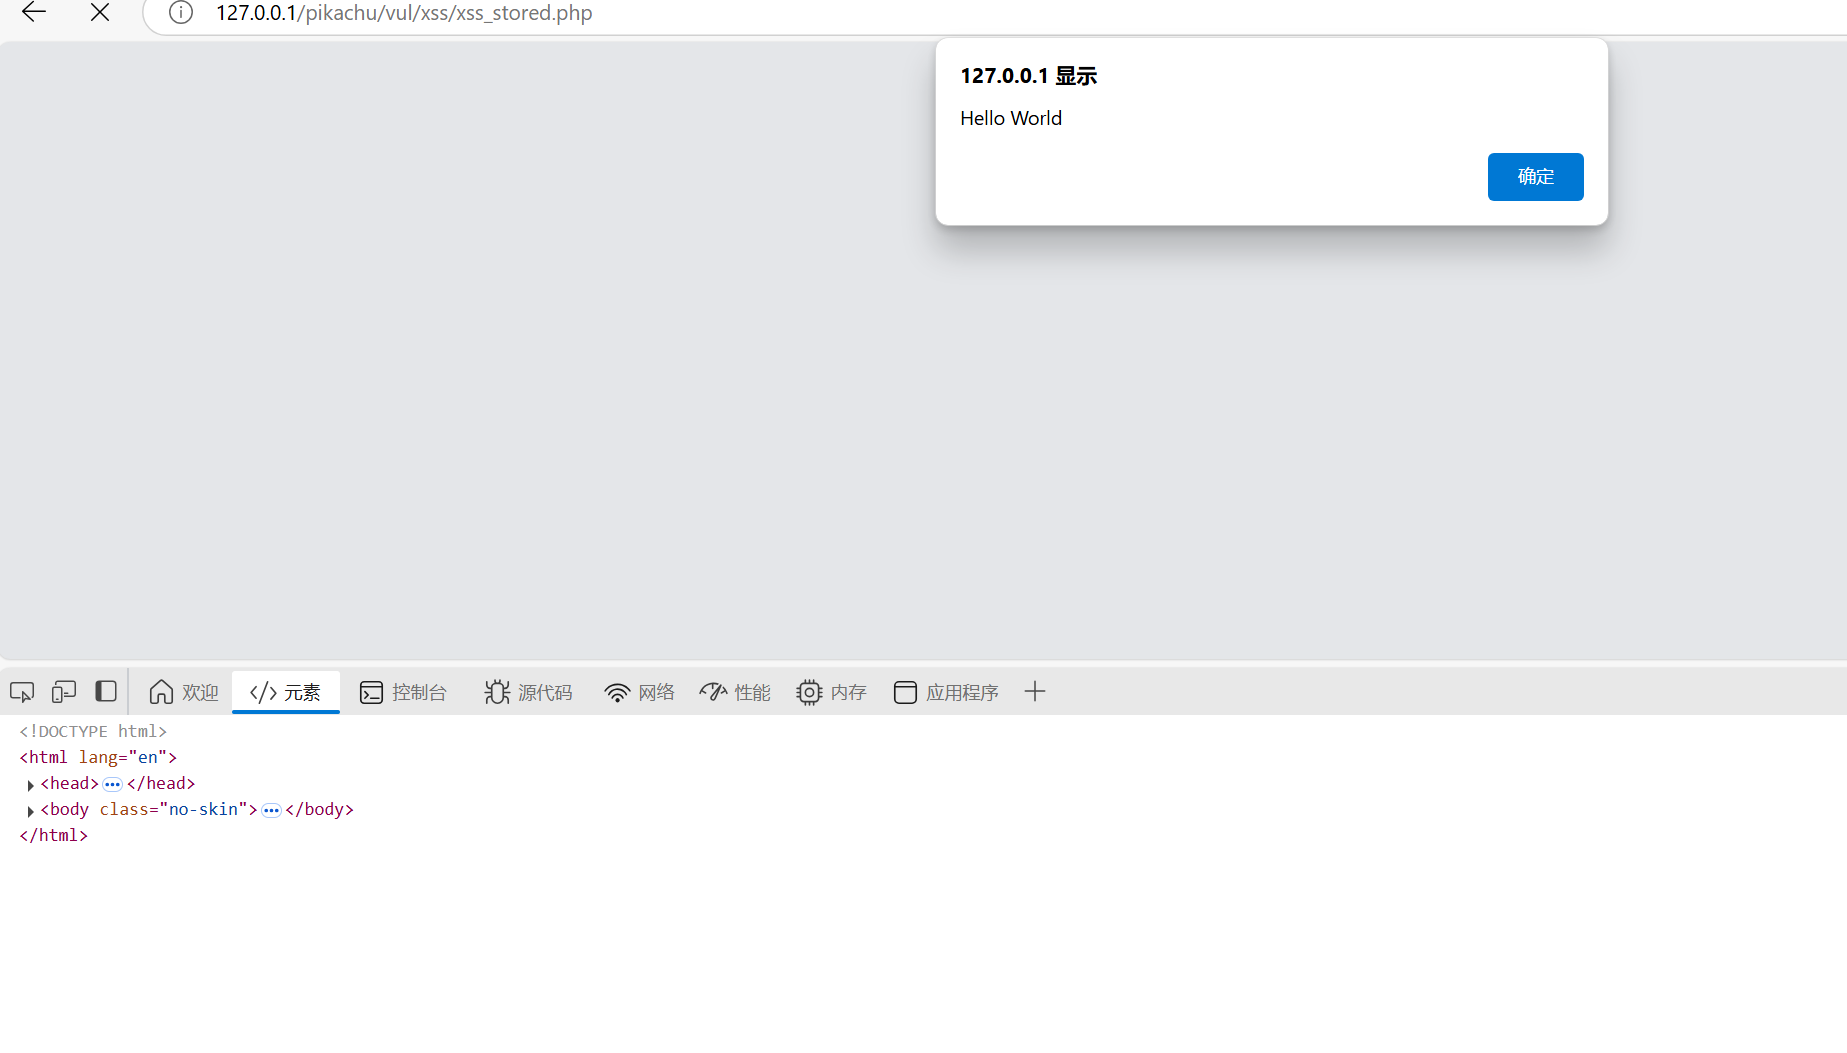 127.0.0.1/pikachu/vul/xss/xss_stored.php
127.0.0.1 显示
Hello World
确定
欢迎 </> 元素 控制台 源代码 网络 性能 内存 应用程序
<!DOCTYPE html>
<html lang="en">
<head>•••</head>
<body class="no-skin">•••</body>
</html>